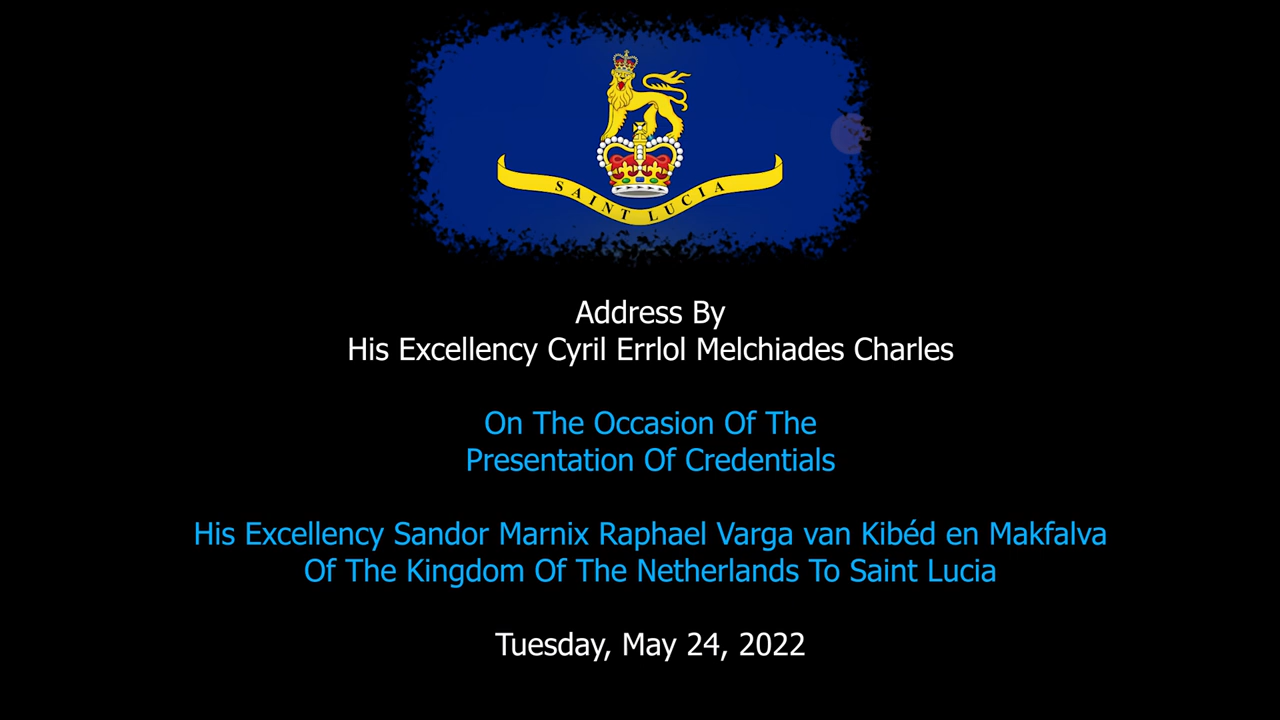 SAINT LUCIA
Address By
His Excellency Cyril Errlol Melchiades Charles
On The Occasion Of The
Presentation Of Credentials
His Excellency Sandor Marnix Raphael Varga van Kibéd en Makfalva
Of The Kingdom Of The Netherlands To Saint Lucia
Tuesday, May 24, 2022